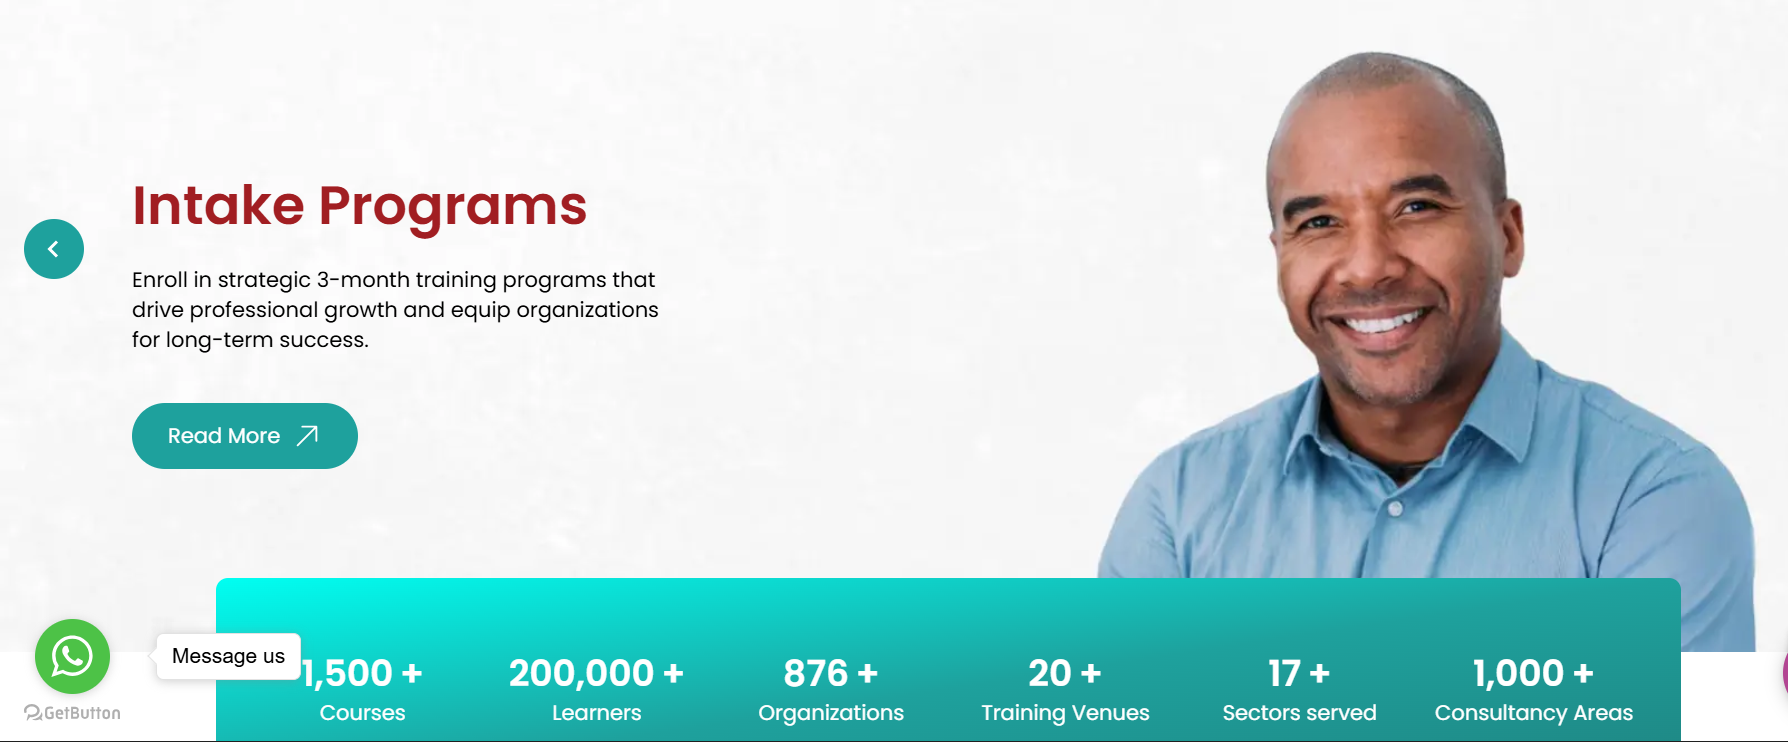 Intake Programs
Enroll in strategic 3-month training programs that
drive professional growth and equip organizations
for long-term success.
Read More
Message us
GetButton
1,500 +
Courses
200,000 +
Learners
876 +
Organizations
20 +
Training Venues
17 +
Sectors served
1,000 +
Consultancy Areas